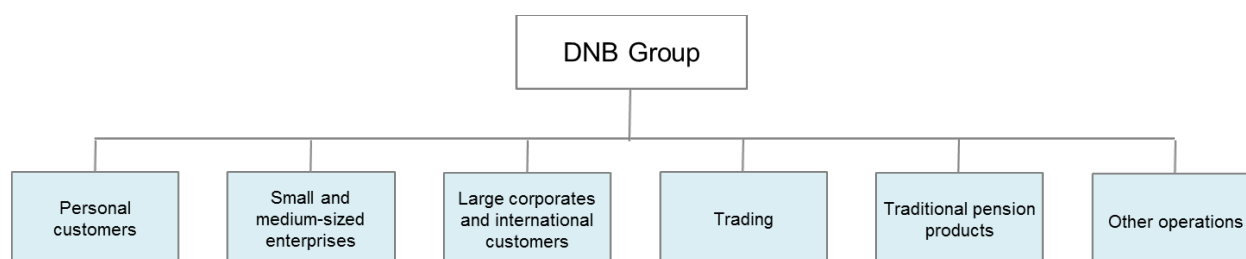 DNB Group
Personal
customers
Small and
medium-sized
enterprises
Large corporates
and international
customers
Trading
Traditional pension
products
Other operations